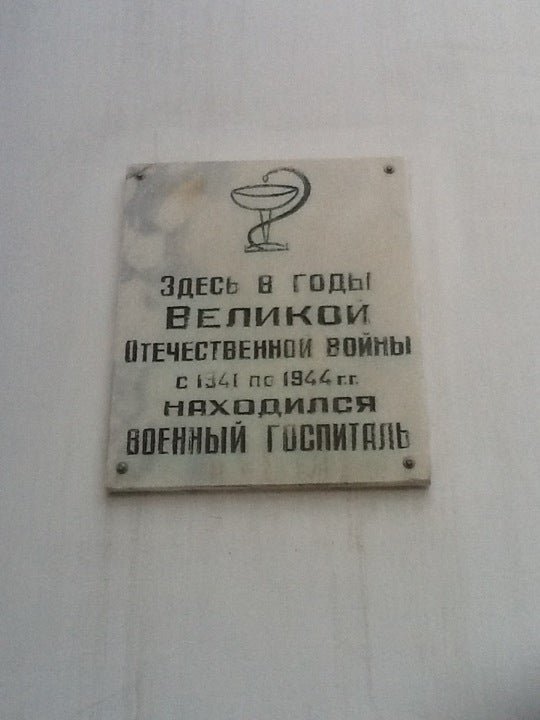 Здесь в годы
Великой
Отечественной войны
с 1941 по 1944 г.г.
находился
военный госпиталь